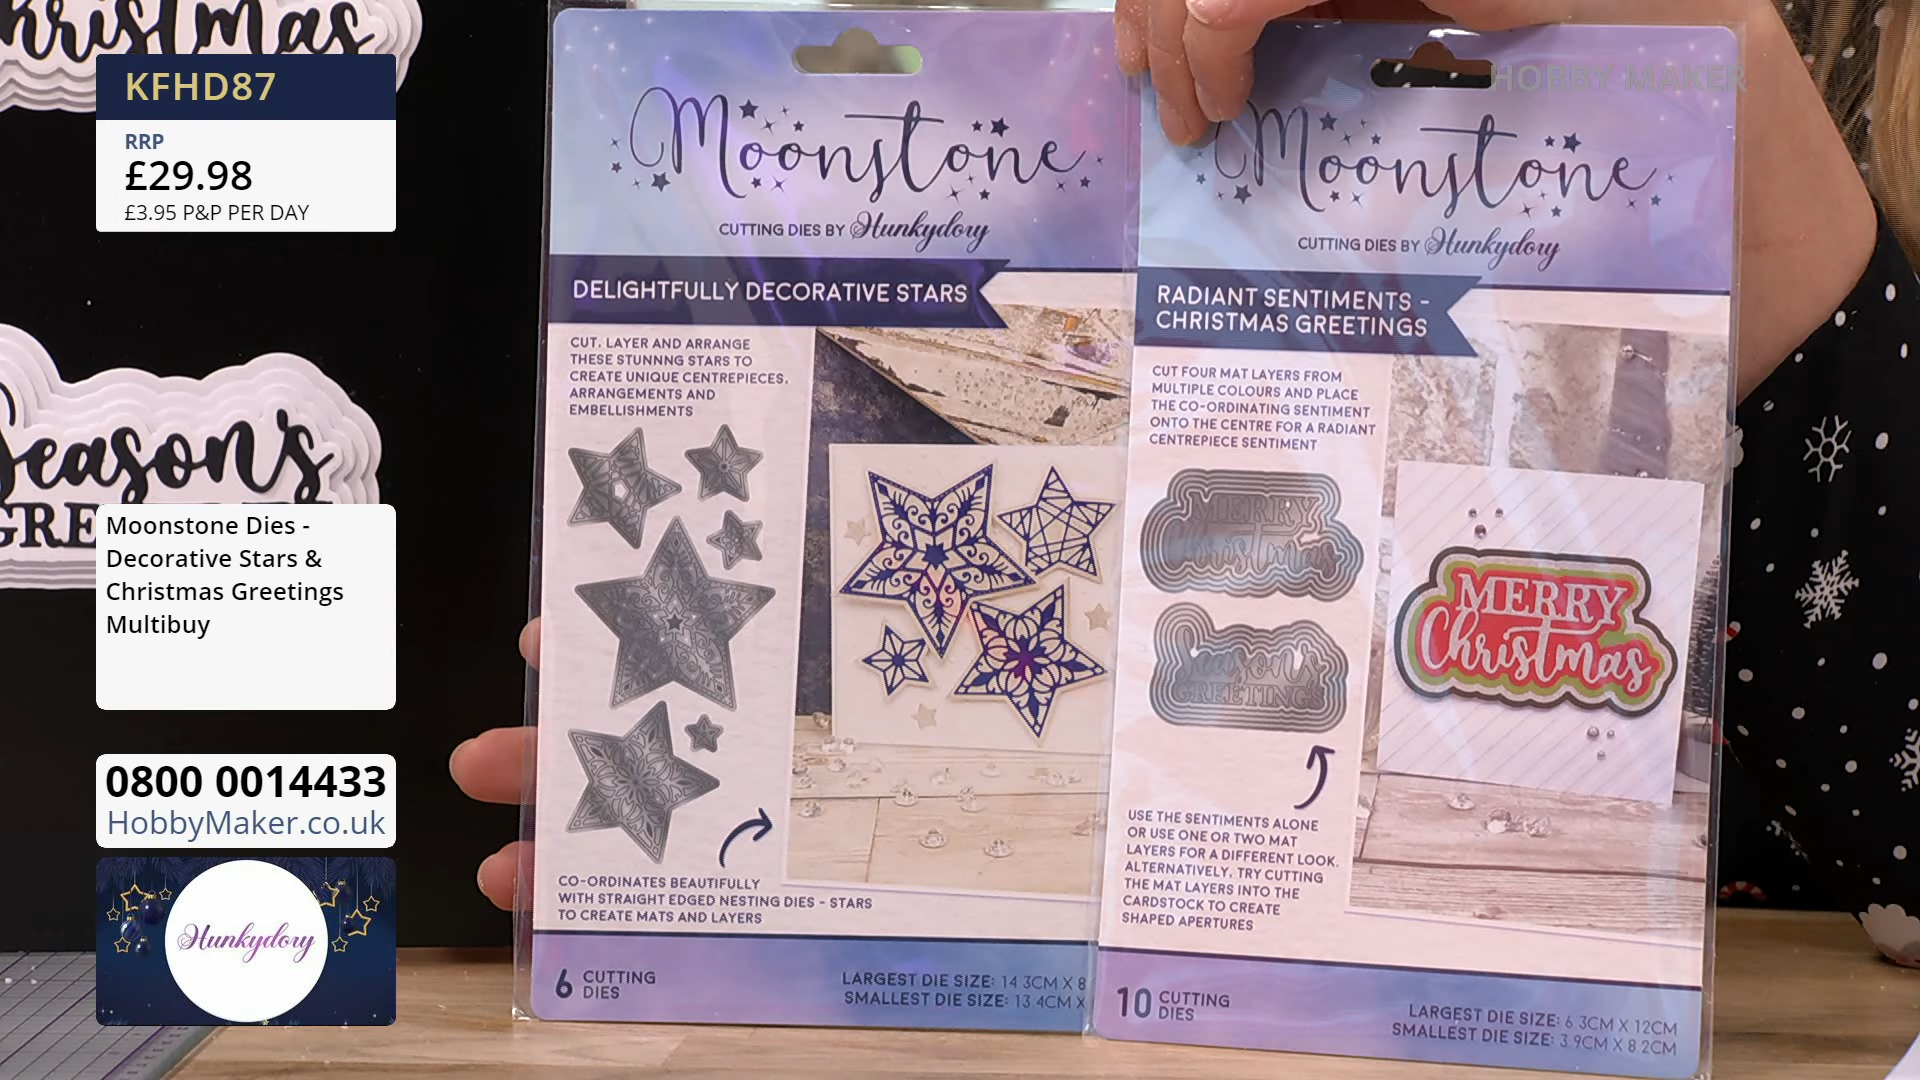 Christmas
KFHD87
RRP
£29.98
£3.95 P&P PER DAY
Season's
GRE
Moonstone Dies -
Decorative Stars &
Christmas Greetings
Multibuy
0800 0014433
HobbyMaker.co.uk
Hunkydory
Moonstone
CUTTING DIES BY Hunkydory
DELIGHTFULLY DECORATIVE STARS
CUT, LAYER AND ARRANGE
THESE STUNNNG STARS TO
CREATE UNIQUE CENTREPIECES,
ARRANGEMENTS AND
EMBELLISHMENTS
CO-ORDINATES BEAUTIFULLY
WITH STRAIGHT EDGED NESTING DIES - STARS
TO CREATE MATS AND LAYERS
6 CUTTING
DIES
LARGEST DIE SIZE: 14.3CM X 8
SMALLEST DIE SIZE: 13.4CM X
HOBBY MAKER
Moonstone
CUTTING DIES BY Hunkydory
RADIANT SENTIMENTS -
CHRISTMAS GREETINGS
CUT FOUR MAT LAYERS FROM
MULTIPLE COLOURS AND PLACE
THE CO-ORDINATING SENTIMENT
ONTO THE CENTRE FOR A RADIANT
CENTREPIECE SENTIMENT
MERRY
Christmas
Season's
GREETINGS
MERRY
Christmas
USE THE SENTIMENTS ALONE
OR USE ONE OR TWO MAT
LAYERS FOR A DIFFERENT LOOK.
ALTERNATIVELY, TRY CUTTING
THE MAT LAYERS INTO THE
CARDSTOCK TO CREATE
SHAPED APERTURES
10 CUTTING
DIES
LARGEST DIE SIZE: 6.3CM X 12CM
SMALLEST DIE SIZE: 3.9CM X 8.2CM